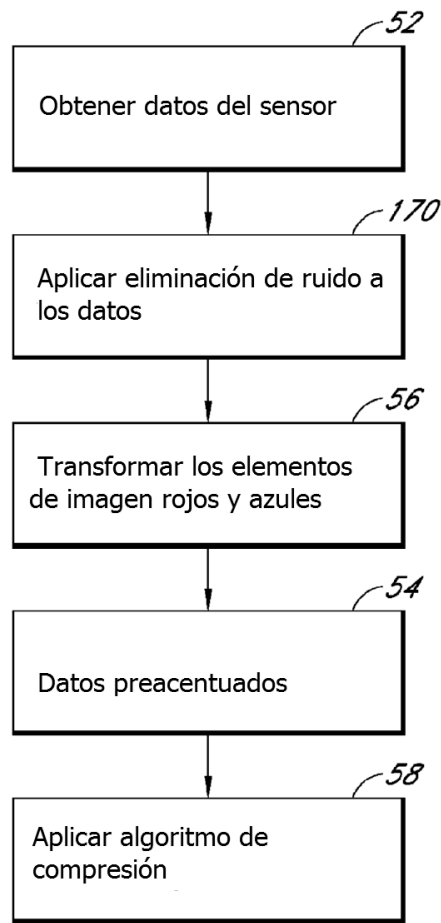 52
Obtener datos del sensor
170
Aplicar eliminación de ruido a
los datos
56
Transformar los elementos
de imagen rojos y azules
54
Datos preacentuados
58
Aplicar algoritmo de
compresión